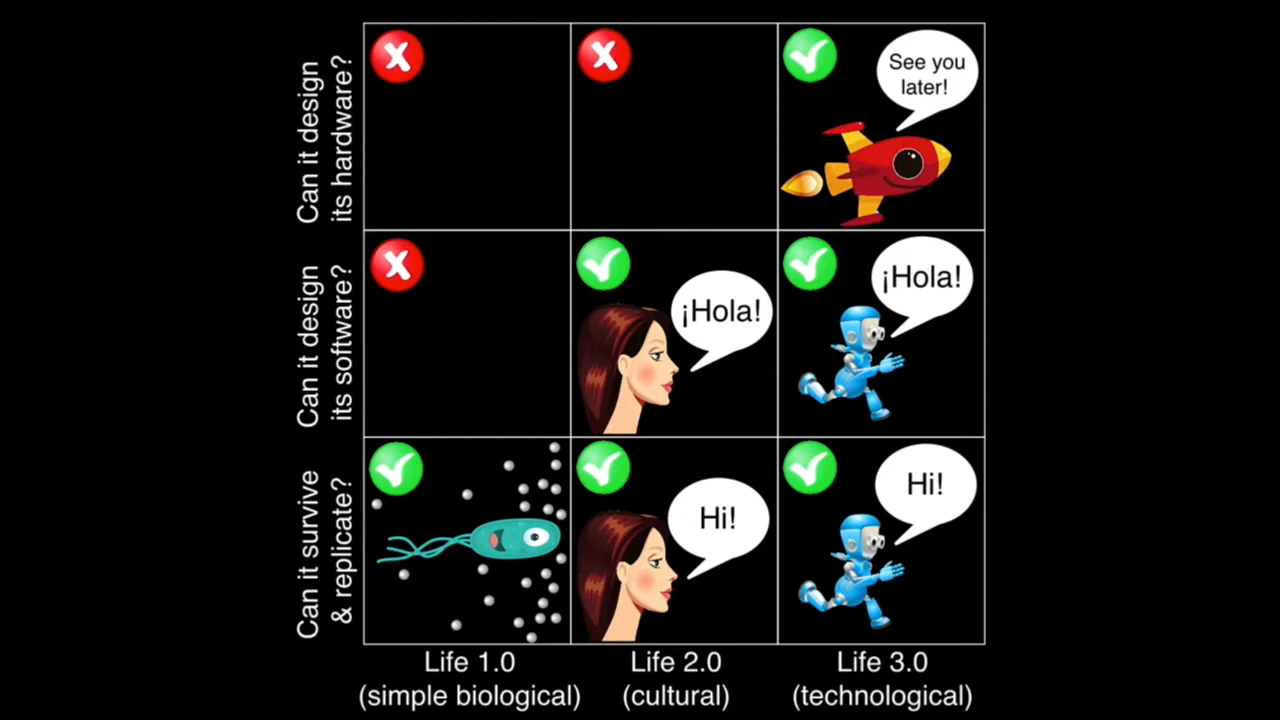 Can it design
its hardware?
See you
later!
Can it design
its software?
¡Hola!
¡Hola!
Can it survive
& replicate?
Hi!
Hi!
Life 1.0
(simple biological)
Life 2.0
(cultural)
Life 3.0
(technological)